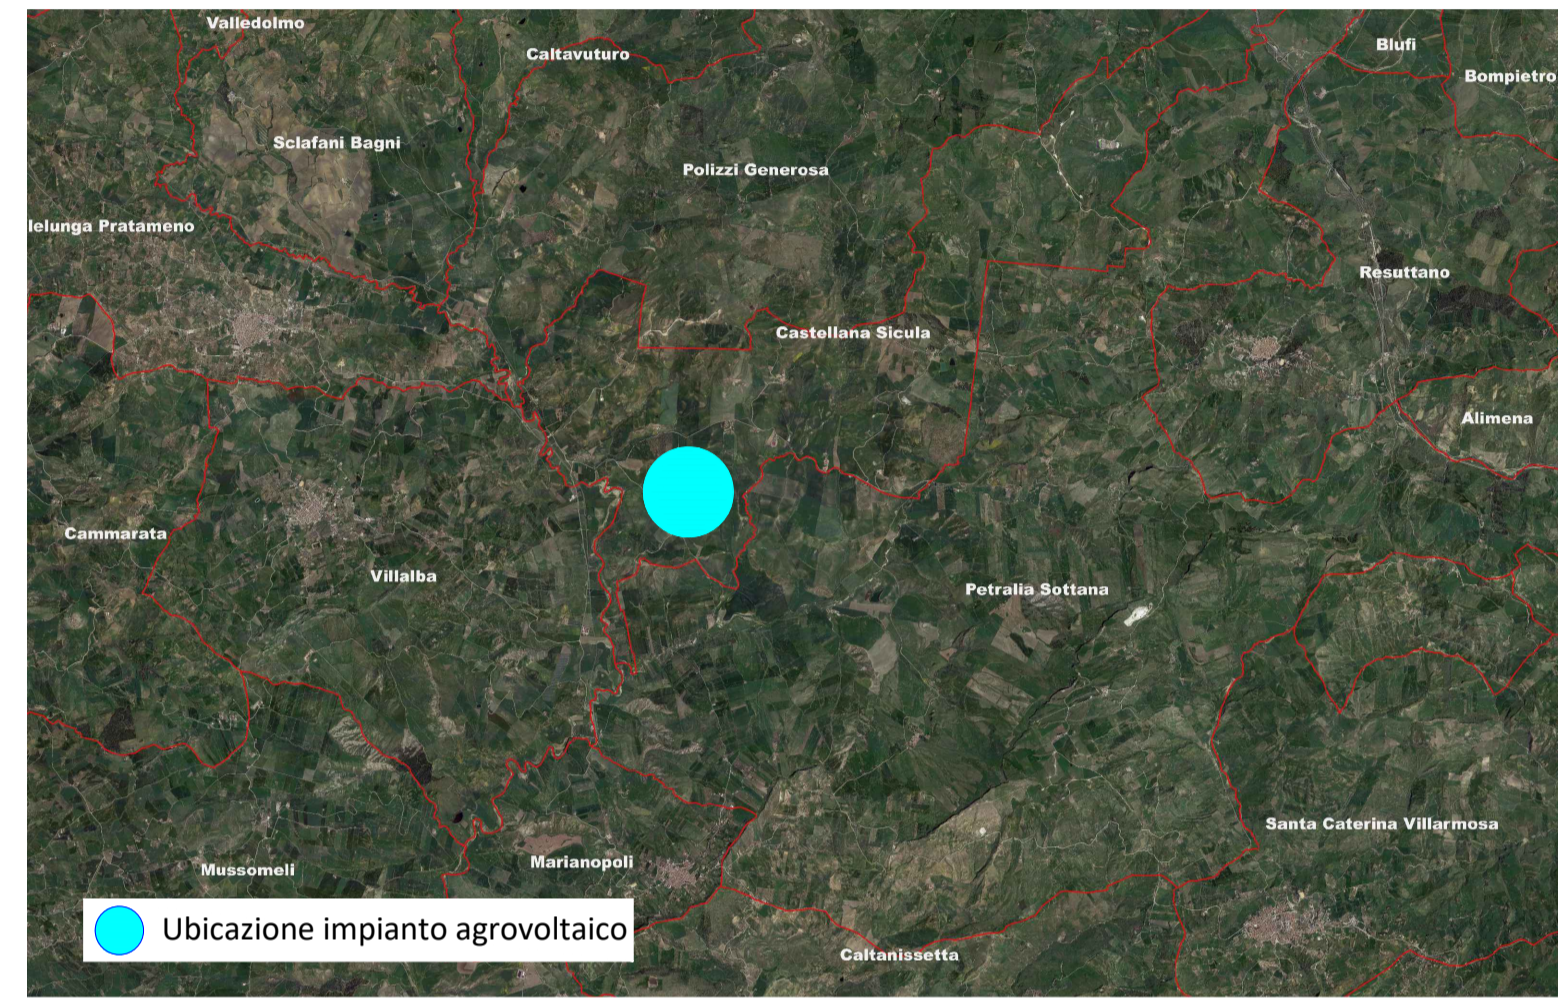 Valledolmo
Caltavuturo
Blufi
Bompietro
Sclafani Bagni
Polizzi Generosa
lelunga Pratameno
Resuttano
Castellana Sicula
Alimena
Cammarata
Villalba
Petralia Sottana
Santa Caterina Villarmosa
Marianopoli
Mussomeli
Ubicazione impianto agrovoltaico
Caltanissetta